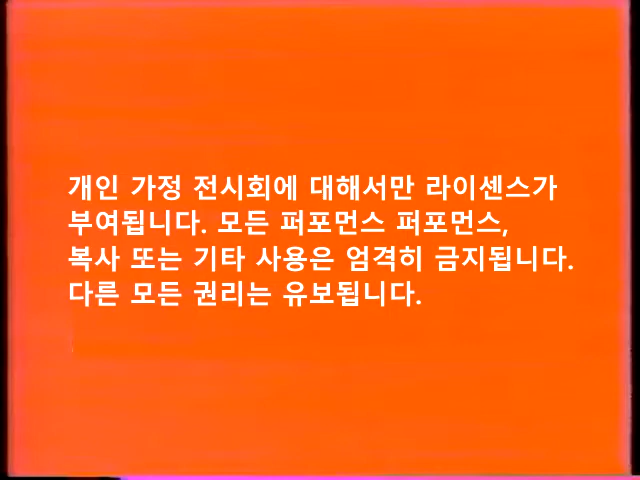 개인 가정 전시회에 대해서만 라이센스가
부여됩니다. 모든 퍼포먼스 퍼포먼스,
복사 또는 기타 사용은 엄격히 금지됩니다.
다른 모든 권리는 유보됩니다.